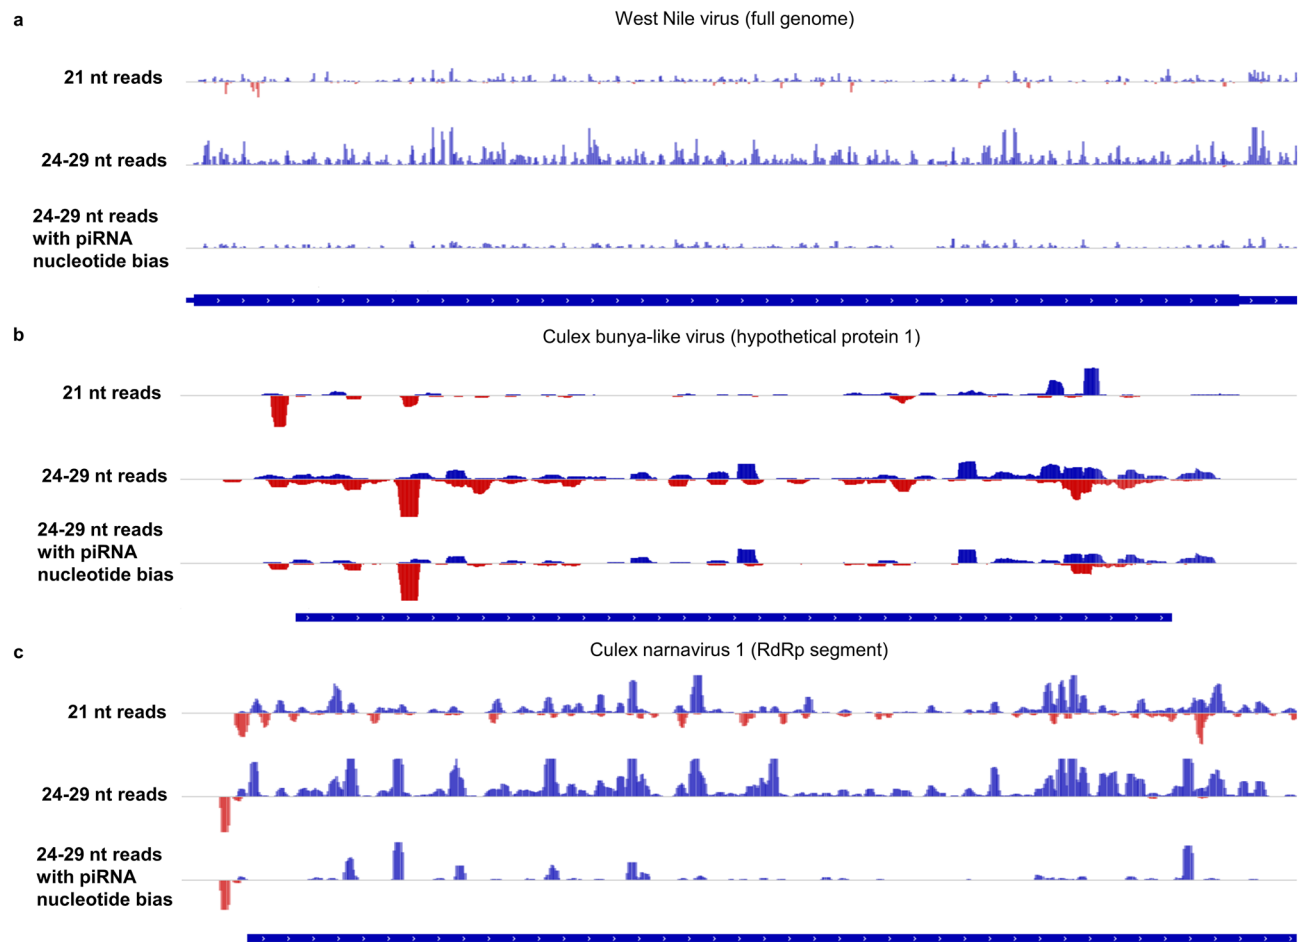 a
West Nile virus (full genome)
21 nt reads
24-29 nt reads
24-29 nt reads
with piRNA
nucleotide bias
b
Culex bunya-like virus (hypothetical protein 1)
21 nt reads
24-29 nt reads
24-29 nt reads
with piRNA
nucleotide bias
c
Culex narnavirus 1 (RdRp segment)
21 nt reads
24-29 nt reads
24-29 nt reads
with piRNA
nucleotide bias